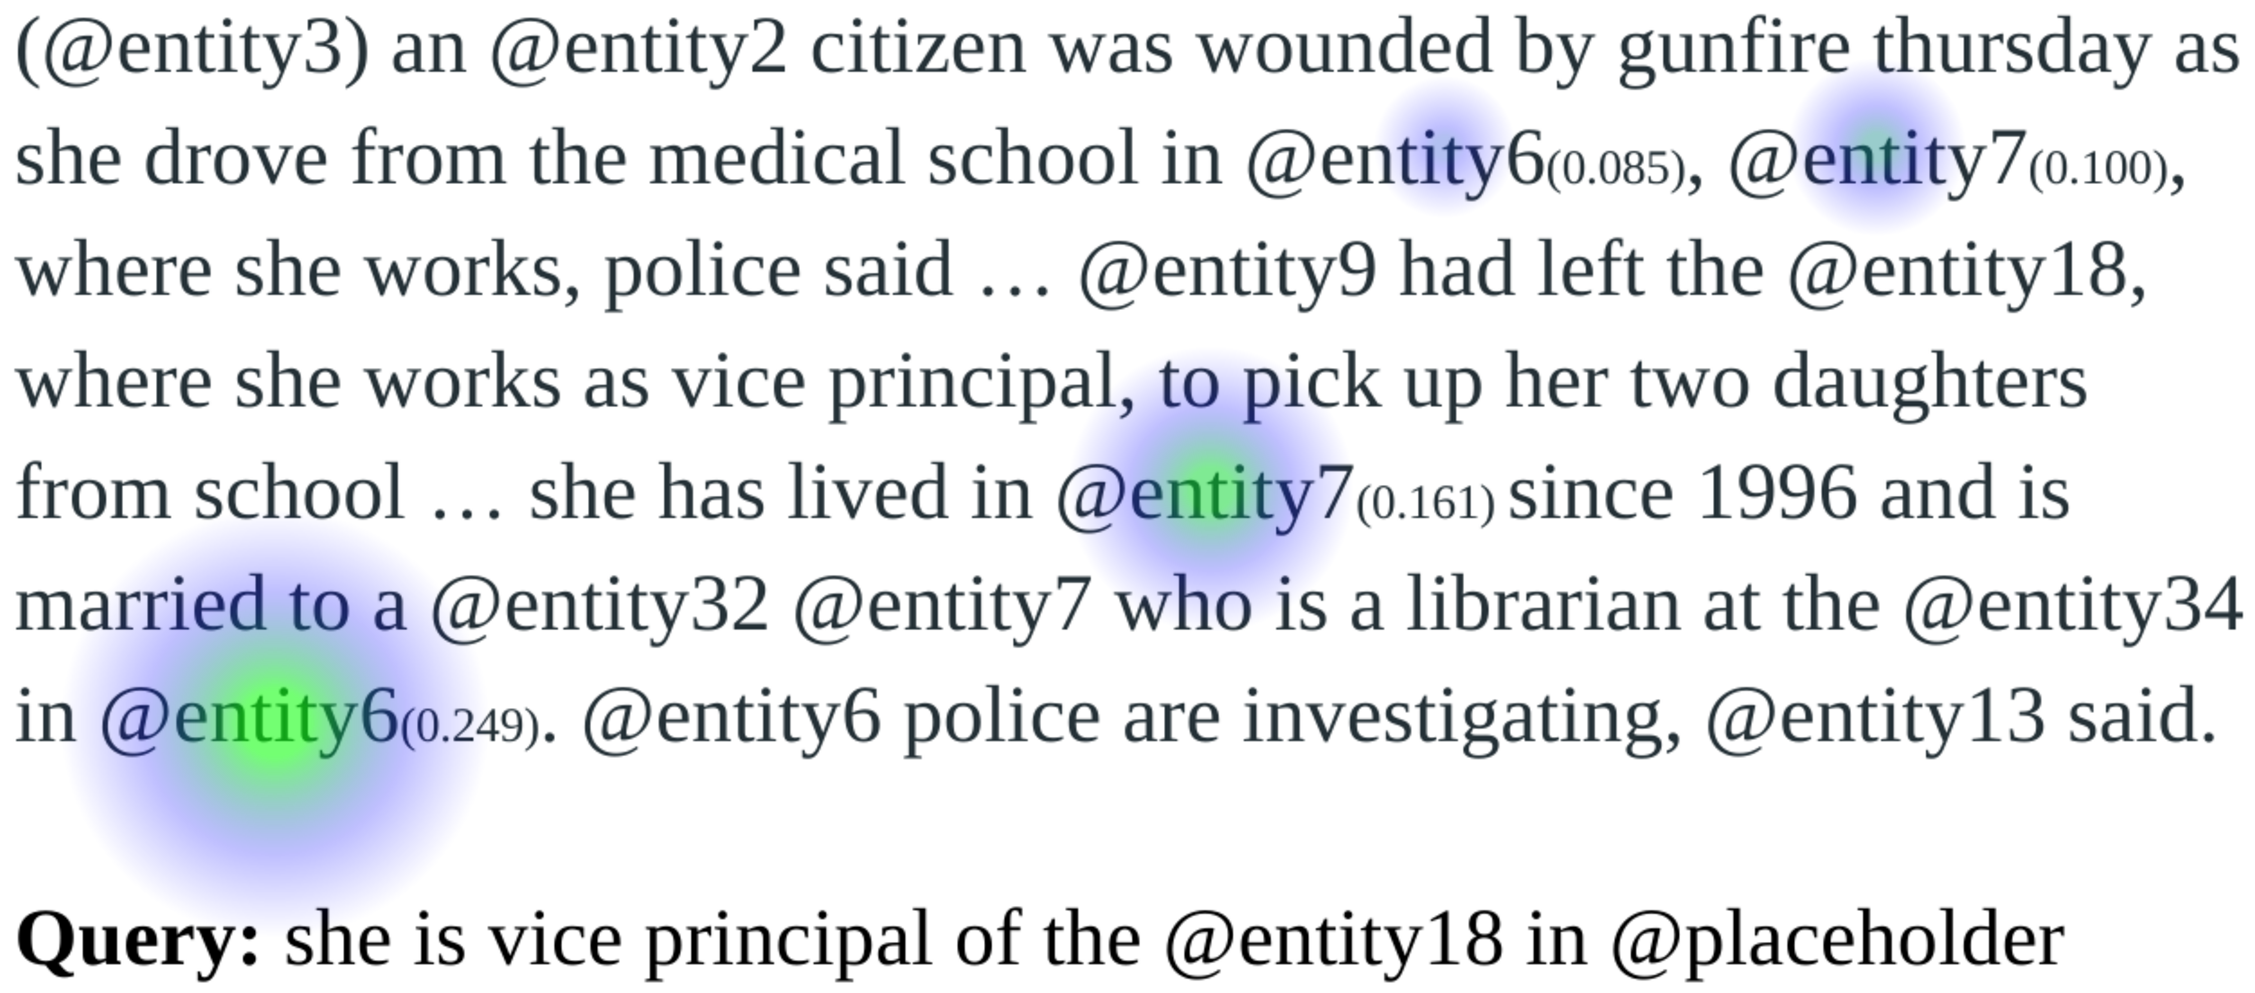 (@entity3) an @entity2 citizen was wounded by gunfire thursday as
she drove from the medical school in @entity6(0.085), @entity7(0.100),
where she works, police said … @entity9 had left the @entity18,
where she works as vice principal, to pick up her two daughters
from school … she has lived in @entity7(0.161) since 1996 and is
married to a @entity32 @entity7 who is a librarian at the @entity34
in @entity6(0.249). @entity6 police are investigating, @entity13 said.
Query: she is vice principal of the @entity18 in @placeholder